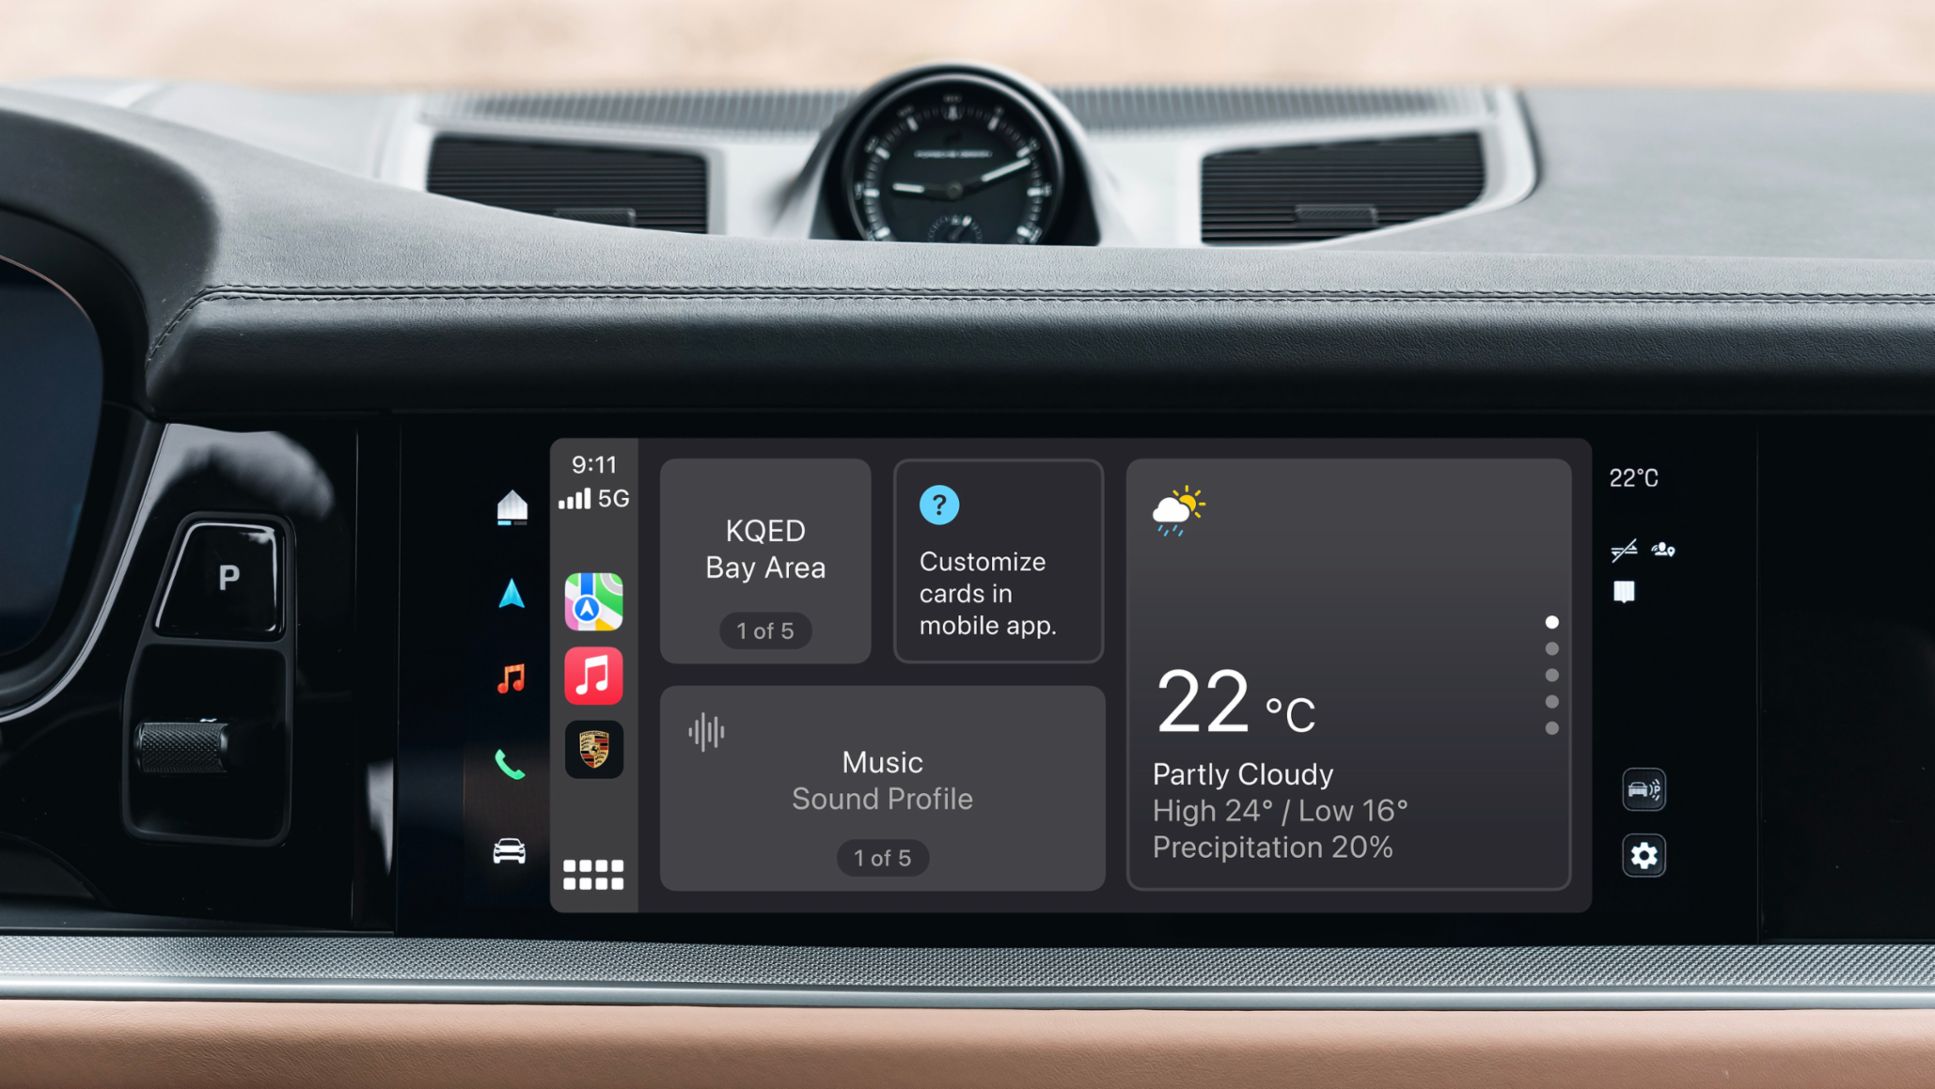 P
9:11
5G
KQED
Bay Area
1 of 5
?
Customize
cards in
mobile app.
Music
Sound Profile
1 of 5
22 °C
Partly Cloudy
High 24° / Low 16°
Precipitation 20%
22°C